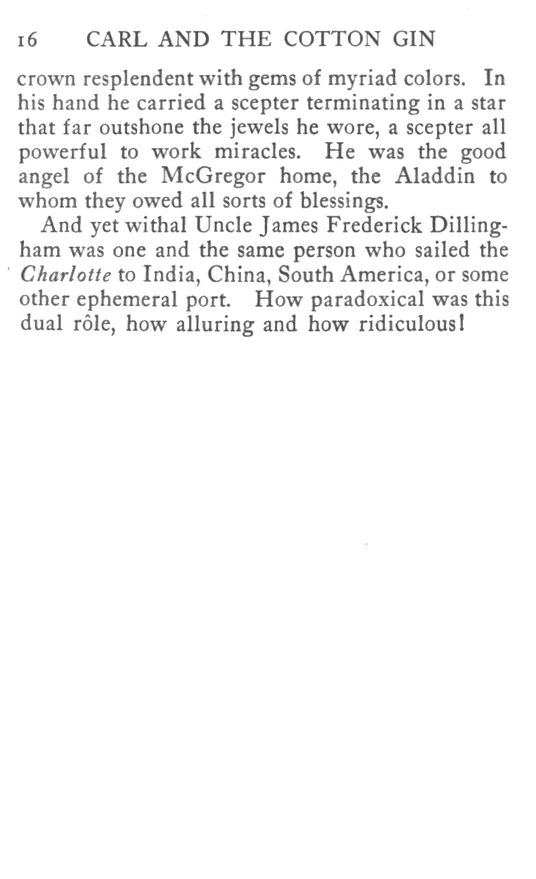 16 CARL AND THE COTTON GIN
crown resplendent with gems of myriad colors. In
his hand he carried a scepter terminating in a star
that far outshone the jewels he wore, a scepter all
powerful to work miracles. He was the good
angel of the McGregor home, the Aladdin to
whom they owed all sorts of blessings.
And yet withal Uncle James Frederick Dilling-
ham was one and the same person who sailed the
Charlotte to India, China, South America, or some
other ephemeral port. How paradoxical was this
dual rôle, how alluring and how ridiculous!